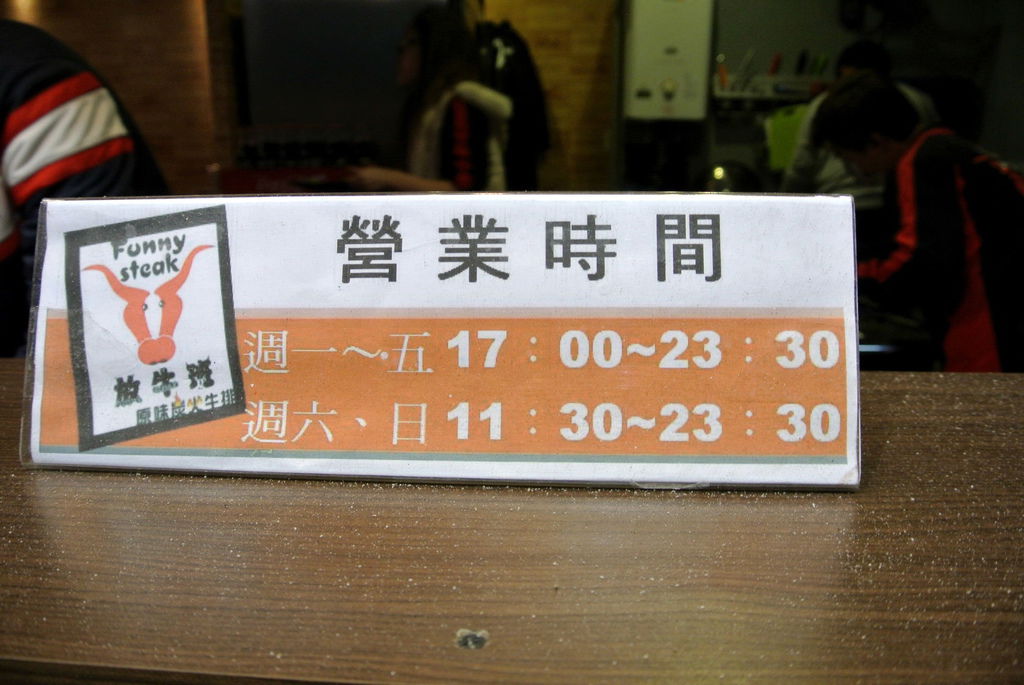 Funny
steak
放牛班
原味炭火牛排
營業時間
週一～五 17：00~23：30
週六、日 11：30~23：30